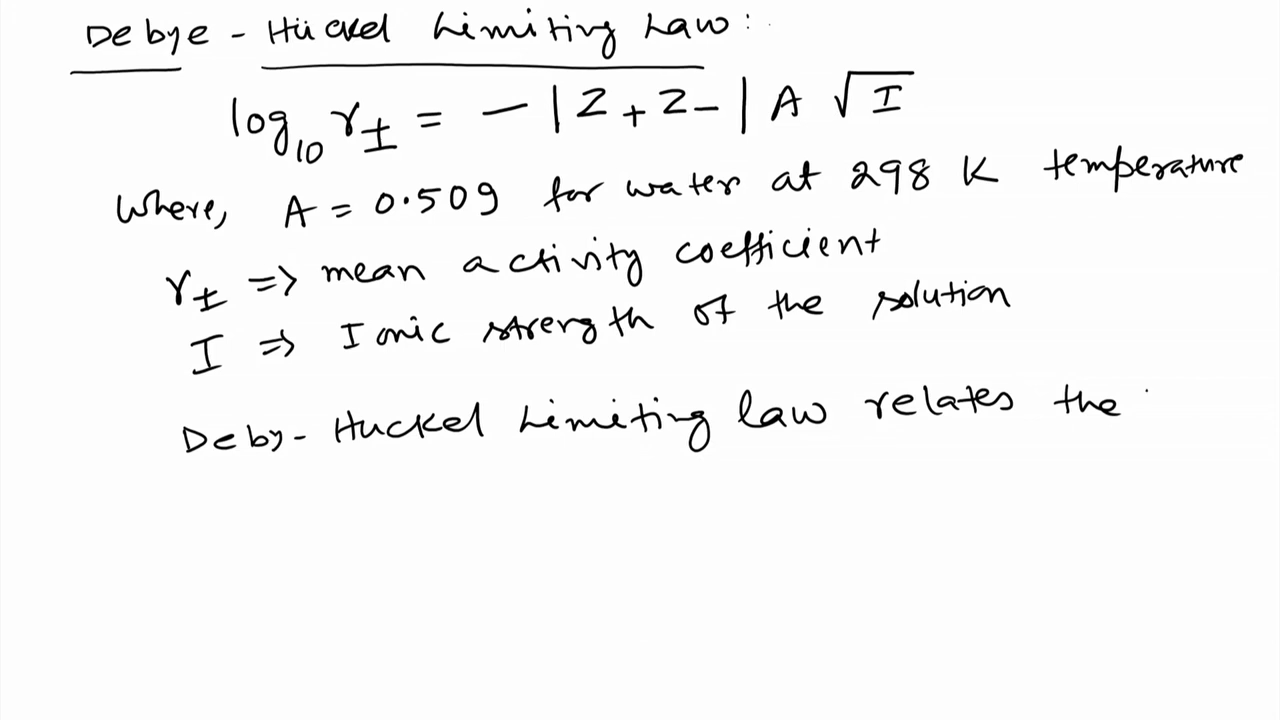 Debye - Hückel Limiting Law:
log₁₀ γ± = - |Z+Z-| A √I
where, A = 0.509 for water at 298 K temperature
γ± => mean activity coefficient
I => Ionic strength of the solution
Deby- Huckel Limiting law relates the